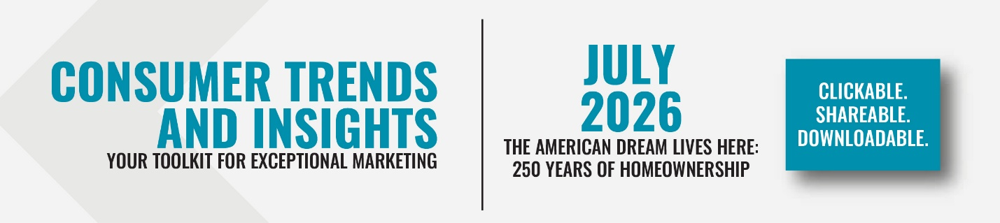 CONSUMER TRENDS
AND INSIGHTS
YOUR TOOLKIT FOR EXCEPTIONAL MARKETING
JULY
2026
THE AMERICAN DREAM LIVES HERE:
250 YEARS OF HOMEOWNERSHIP
CLICKABLE.
SHAREABLE.
DOWNLOADABLE.